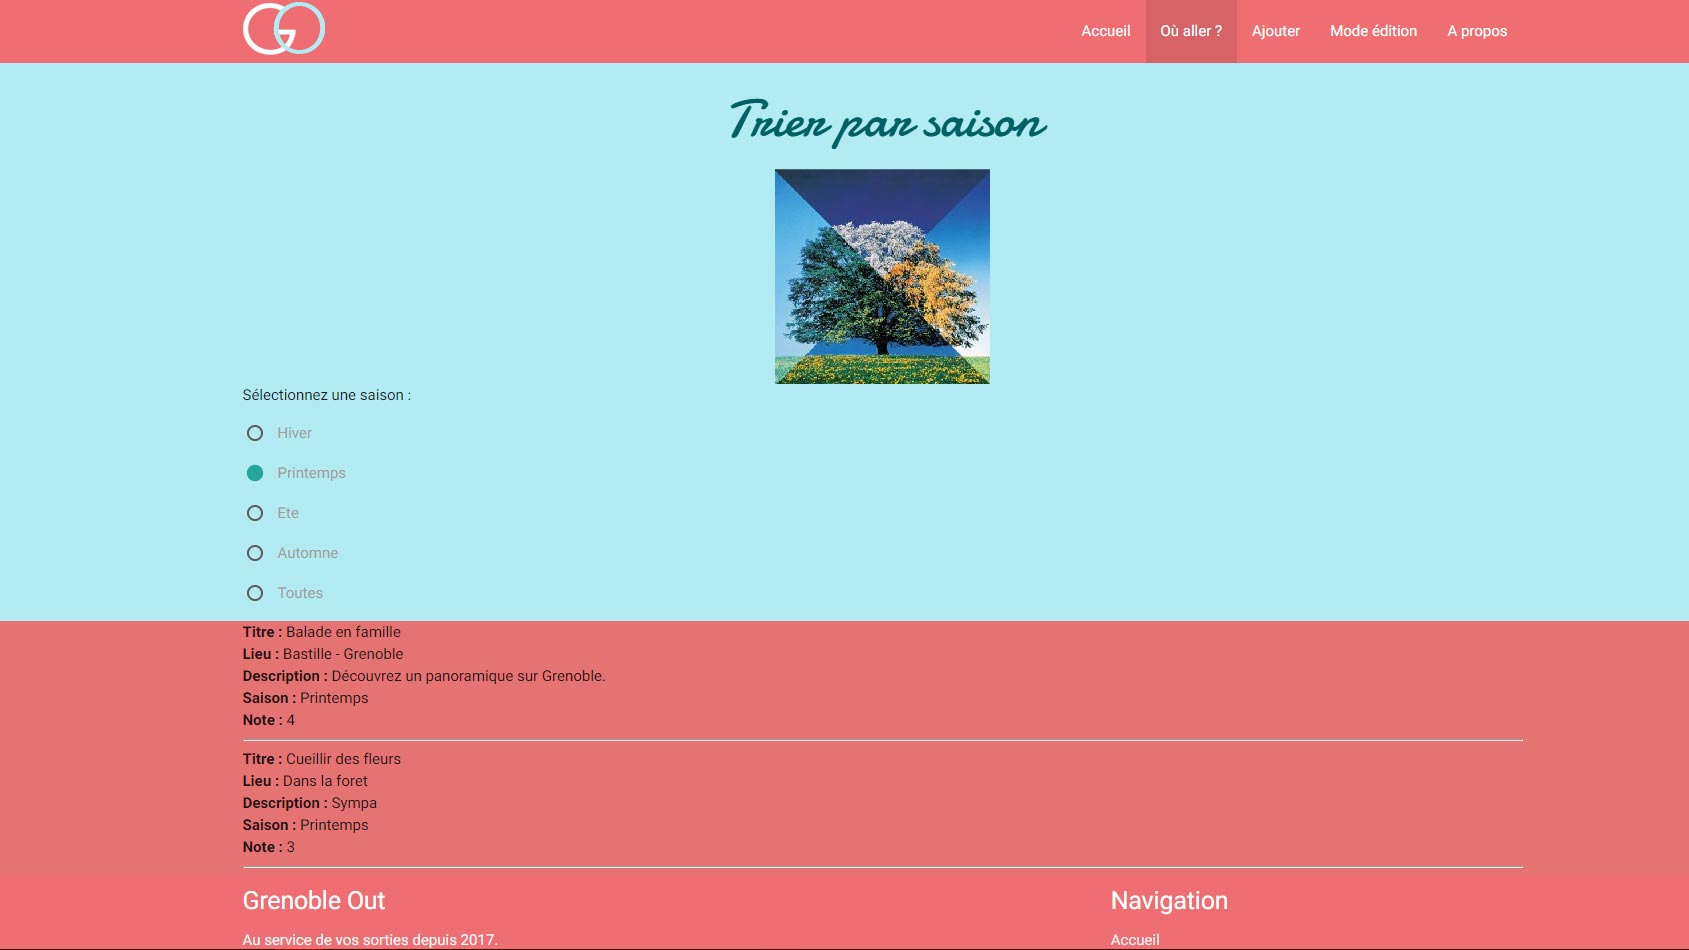 GO
Accueil Où aller ? Ajouter Mode édition A propos
Trier par saison
Sélectionnez une saison :
Hiver
Printemps
Ete
Automne
Toutes
Titre : Balade en famille
Lieu : Bastille - Grenoble
Description : Découvrez un panoramique sur Grenoble.
Saison : Printemps
Note : 4
Titre : Cueillir des fleurs
Lieu : Dans la foret
Description : Sympa
Saison : Printemps
Note : 3
Grenoble Out
Au service de vos sorties depuis 2017.
Navigation
Accueil